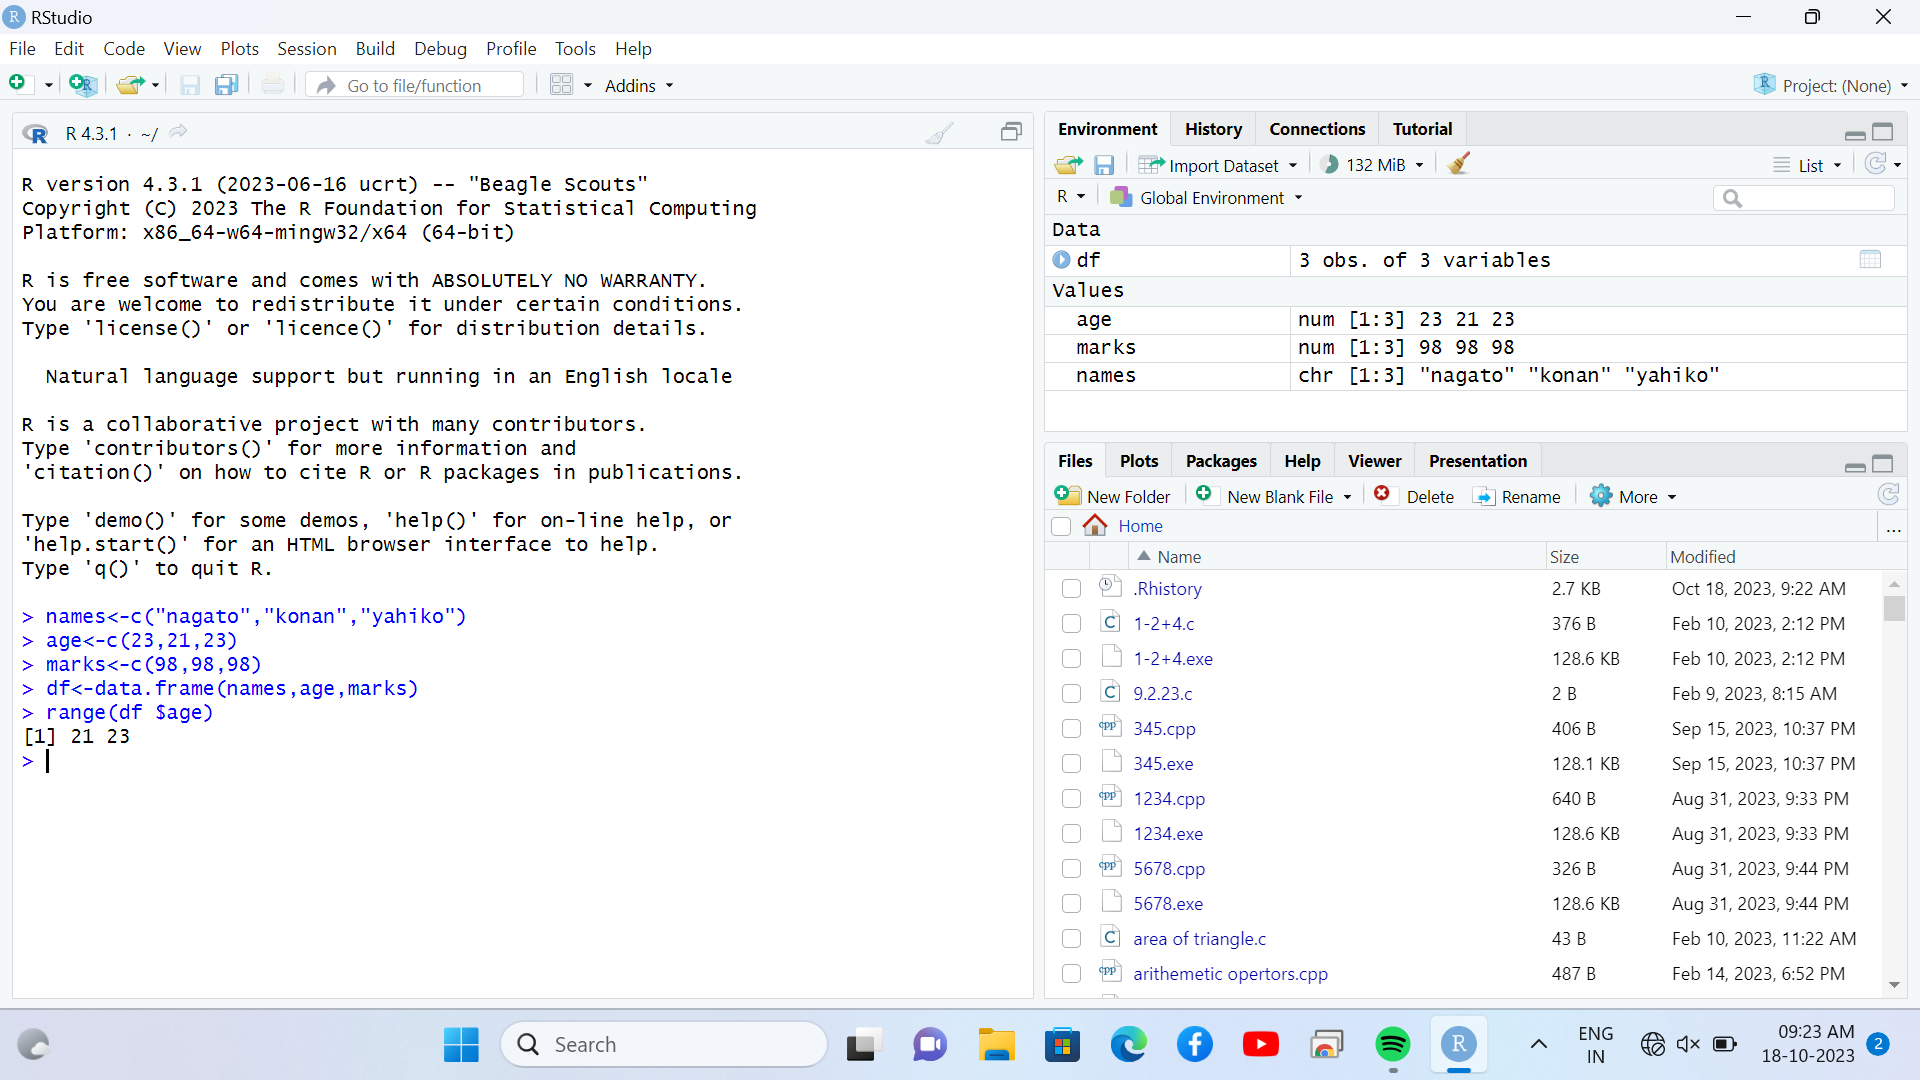 RStudio
File Edit Code View Plots Session Build Debug Profile Tools Help
Go to file/function Addins Project: (None)
R 4.3.1 · ~/
R version 4.3.1 (2023-06-16 ucrt) -- "Beagle Scouts"
Copyright (C) 2023 The R Foundation for Statistical Computing
Platform: x86_64-w64-mingw32/x64 (64-bit)
R is free software and comes with ABSOLUTELY NO WARRANTY.
You are welcome to redistribute it under certain conditions.
Type 'license()' or 'licence()' for distribution details.
Natural language support but running in an English locale
R is a collaborative project with many contributors.
Type 'contributors()' for more information and
'citation()' on how to cite R or R packages in publications.
Type 'demo()' for some demos, 'help()' for on-line help, or
'help.start()' for an HTML browser interface to help.
Type 'q()' to quit R.
> names<-c("nagato","konan","yahiko")
> age<-c(23,21,23)
> marks<-c(98,98,98)
> df<-data.frame(names,age,marks)
> range(df $age)
[1] 21 23
>
Environment History Connections Tutorial
Import Dataset 132 MiB List
R Global Environment
Data
df 3 obs. of 3 variables
Values
age num [1:3] 23 21 23
marks num [1:3] 98 98 98
names chr [1:3] "nagato" "konan" "yahiko"
Files Plots Packages Help Viewer Presentation
New Folder New Blank File Delete Rename More
Home ...
Name Size Modified
.Rhistory 2.7 KB Oct 18, 2023, 9:22 AM
1-2+4.c 376 B Feb 10, 2023, 2:12 PM
1-2+4.exe 128.6 KB Feb 10, 2023, 2:12 PM
9.2.23.c 2 B Feb 9, 2023, 8:15 AM
345.cpp 406 B Sep 15, 2023, 10:37 PM
345.exe 128.1 KB Sep 15, 2023, 10:37 PM
1234.cpp 640 B Aug 31, 2023, 9:33 PM
1234.exe 128.6 KB Aug 31, 2023, 9:33 PM
5678.cpp 326 B Aug 31, 2023, 9:44 PM
5678.exe 128.6 KB Aug 31, 2023, 9:44 PM
area of triangle.c 43 B Feb 10, 2023, 11:22 AM
arithemetic opertors.cpp 487 B Feb 14, 2023, 6:52 PM
Search
ENG
IN
09:23 AM
18-10-2023
2